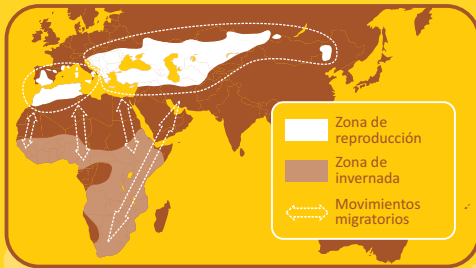 Zona de
reproducción
Zona de
invernada
Movimientos
migratorios